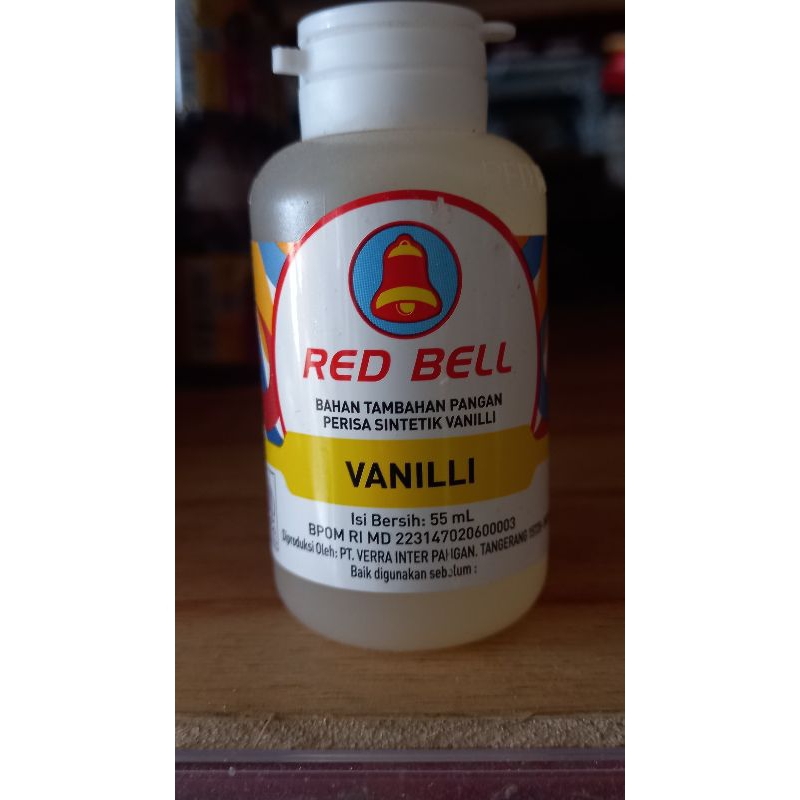 RED BELL
BAHAN TAMBAHAN PANGAN
PERISA SINTETIK VANILLI
VANILLI
Isi Bersih: 55 mL
BPOM RI MD 223147020600003
Diproduksi Oleh: PT. VERRA INTER PANGAN. TANGERANG
Baik digunakan sebelum :